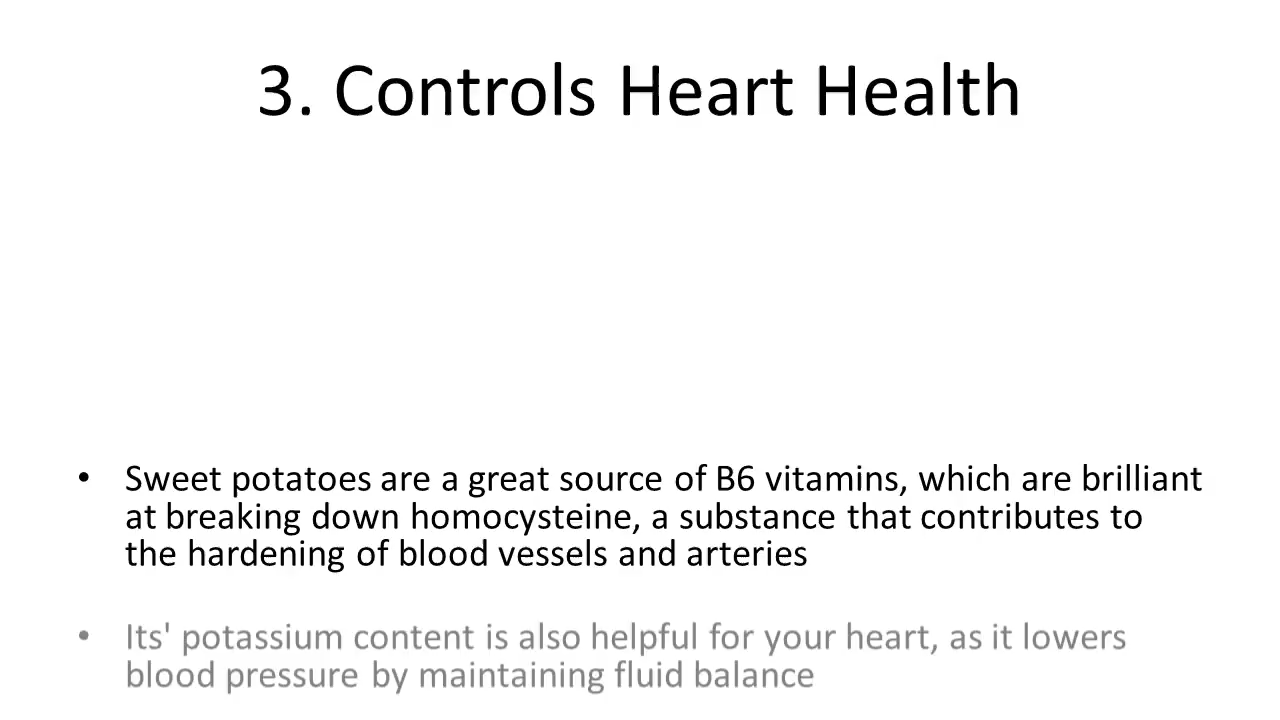 3. Controls Heart Health
• Sweet potatoes are a great source of B6 vitamins, which are brilliant
at breaking down homocysteine, a substance that contributes to
the hardening of blood vessels and arteries
• Its' potassium content is also helpful for your heart, as it lowers
blood pressure by maintaining fluid balance